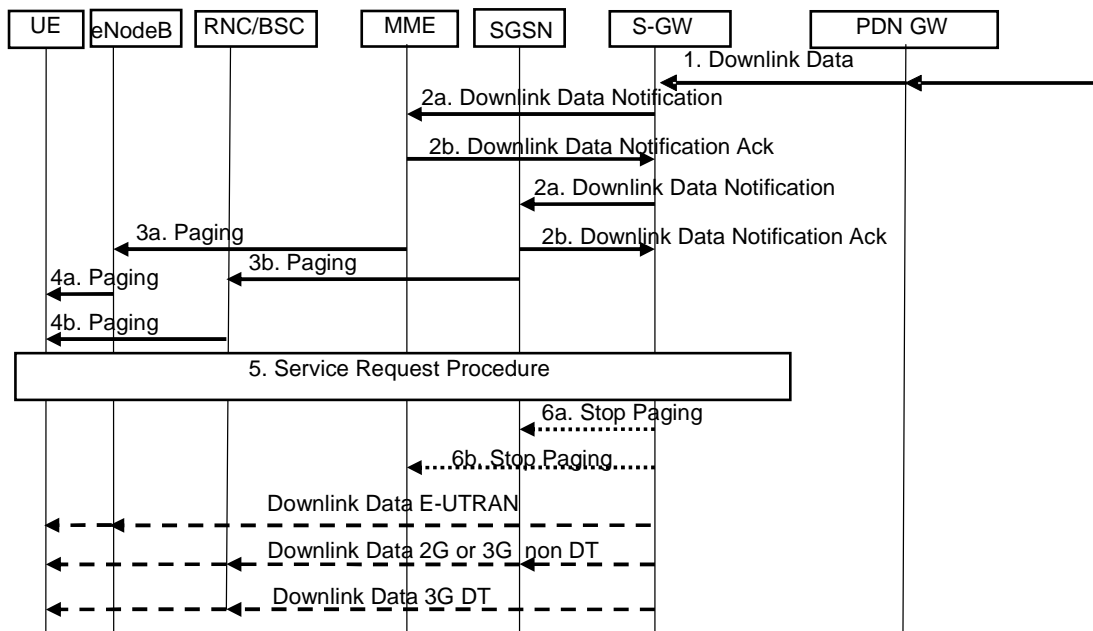 UE
eNodeB
RNC/BSC
MME
SGSN
S-GW
PDN GW
1. Downlink Data
2a. Downlink Data Notification
2b. Downlink Data Notification Ack
2a. Downlink Data Notification
3a. Paging
2b. Downlink Data Notification Ack
3b. Paging
4a. Paging
4b. Paging
5. Service Request Procedure
6a. Stop Paging
6b. Stop Paging
Downlink Data E-UTRAN
Downlink Data 2G or 3G non DT
Downlink Data 3G DT